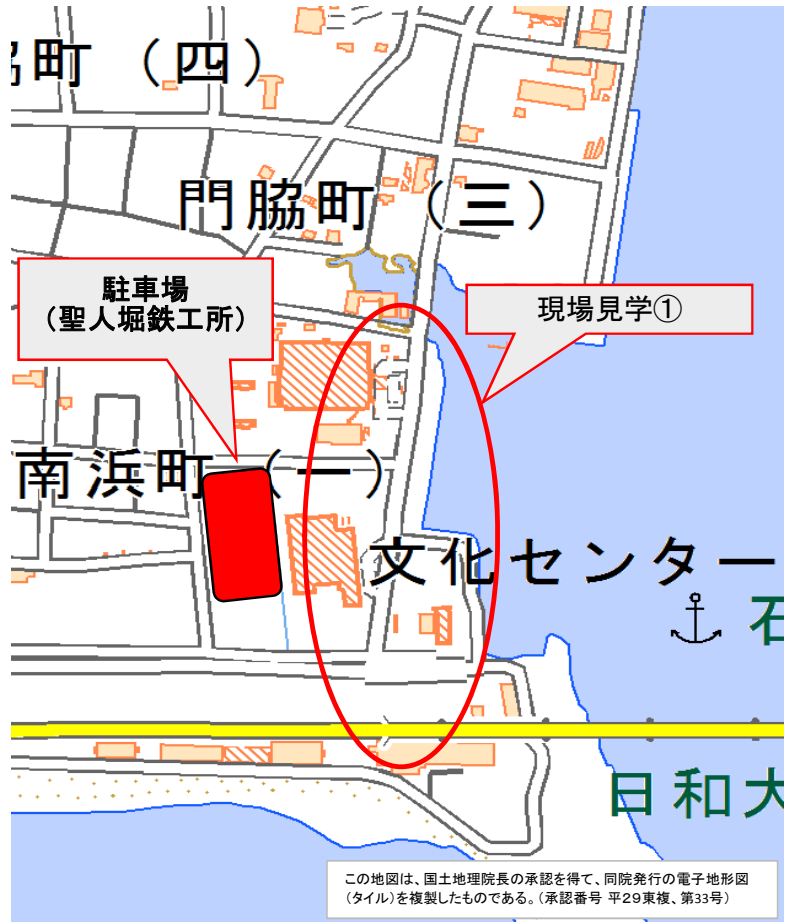 脇町（四）
門脇町（三）
駐車場
（聖人堀鉄工所）
現場見学①
南浜町（一）
文化センター
石
日和大
この地図は、国土地理院長の承認を得て、同院発行の電子地形図
（タイル）を複製したものである。（承認番号 平２９東複、第33号）